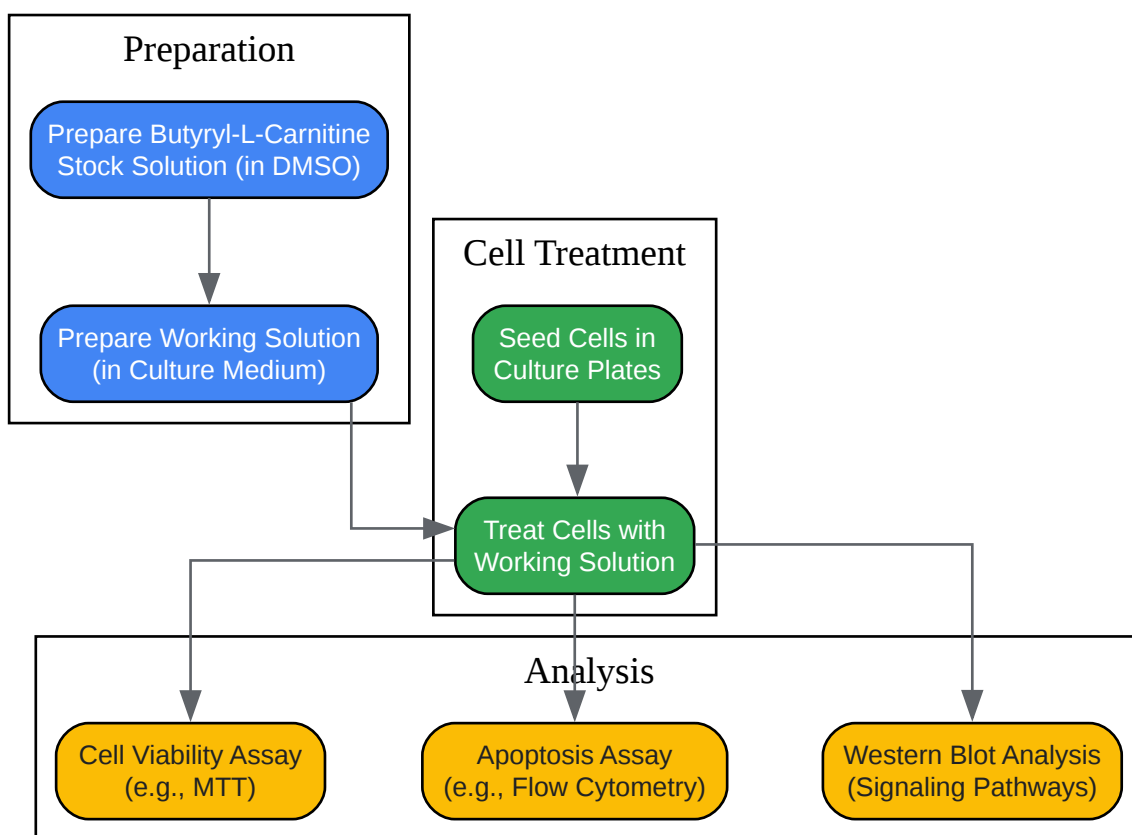 Preparation
Prepare Butyryl-L-Carnitine
Stock Solution (in DMSO)
Prepare Working Solution
(in Culture Medium)
Cell Treatment
Seed Cells in
Culture Plates
Treat Cells with
Working Solution
Analysis
Cell Viability Assay
(e.g., MTT)
Apoptosis Assay
(e.g., Flow Cytometry)
Western Blot Analysis
(Signaling Pathways)